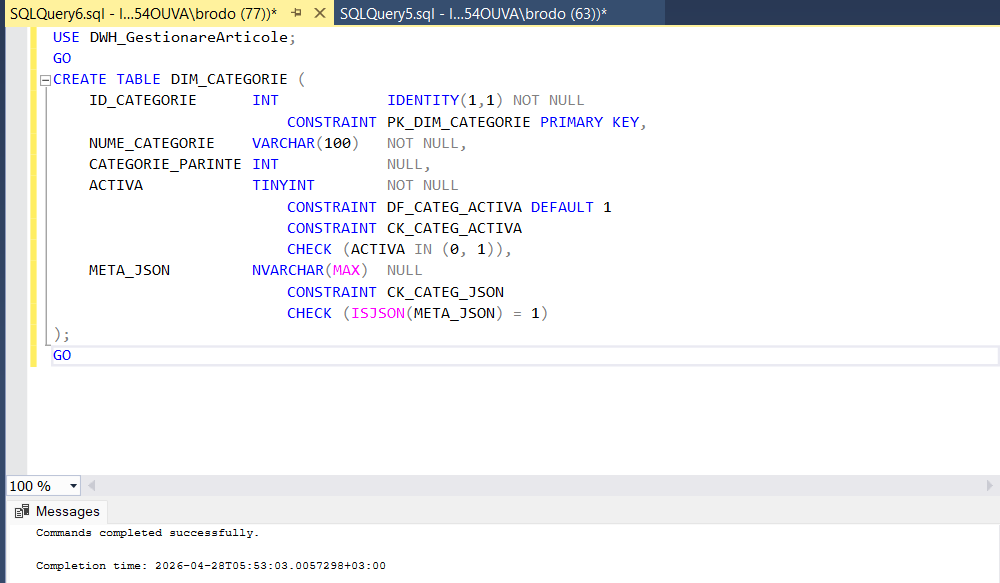 SQLQuery6.sql - I...54OUVA\brodo (77))* SQLQuery5.sql - I...54OUVA\brodo (63))*
USE DWH_GestionareArticole;
GO
CREATE TABLE DIM_CATEGORIE (
ID_CATEGORIE INT IDENTITY(1,1) NOT NULL
CONSTRAINT PK_DIM_CATEGORIE PRIMARY KEY,
NUME_CATEGORIE VARCHAR(100) NOT NULL,
CATEGORIE_PARINTE INT NULL,
ACTIVA TINYINT NOT NULL
CONSTRAINT DF_CATEG_ACTIVA DEFAULT 1
CONSTRAINT CK_CATEG_ACTIVA
CHECK (ACTIVA IN (0, 1)),
META_JSON NVARCHAR(MAX) NULL
CONSTRAINT CK_CATEG_JSON
CHECK (ISJSON(META_JSON) = 1)
);
GO
100 %
Messages
Commands completed successfully.
Completion time: 2026-04-28T05:53:03.0057298+03:00